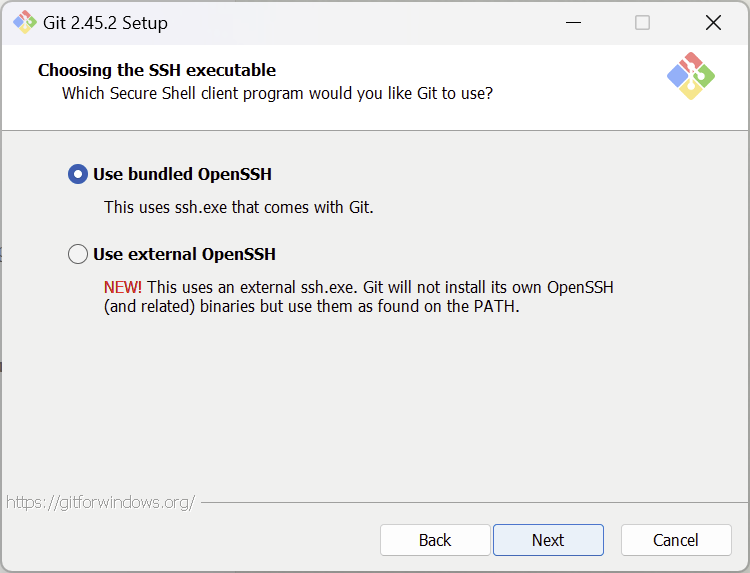 Git 2.45.2 Setup
Choosing the SSH executable
Which Secure Shell client program would you like Git to use?
Use bundled OpenSSH
This uses ssh.exe that comes with Git.
Use external OpenSSH
NEW! This uses an external ssh.exe. Git will not install its own OpenSSH
(and related) binaries but use them as found on the PATH.
https://gitforwindows.org/
Back Next Cancel